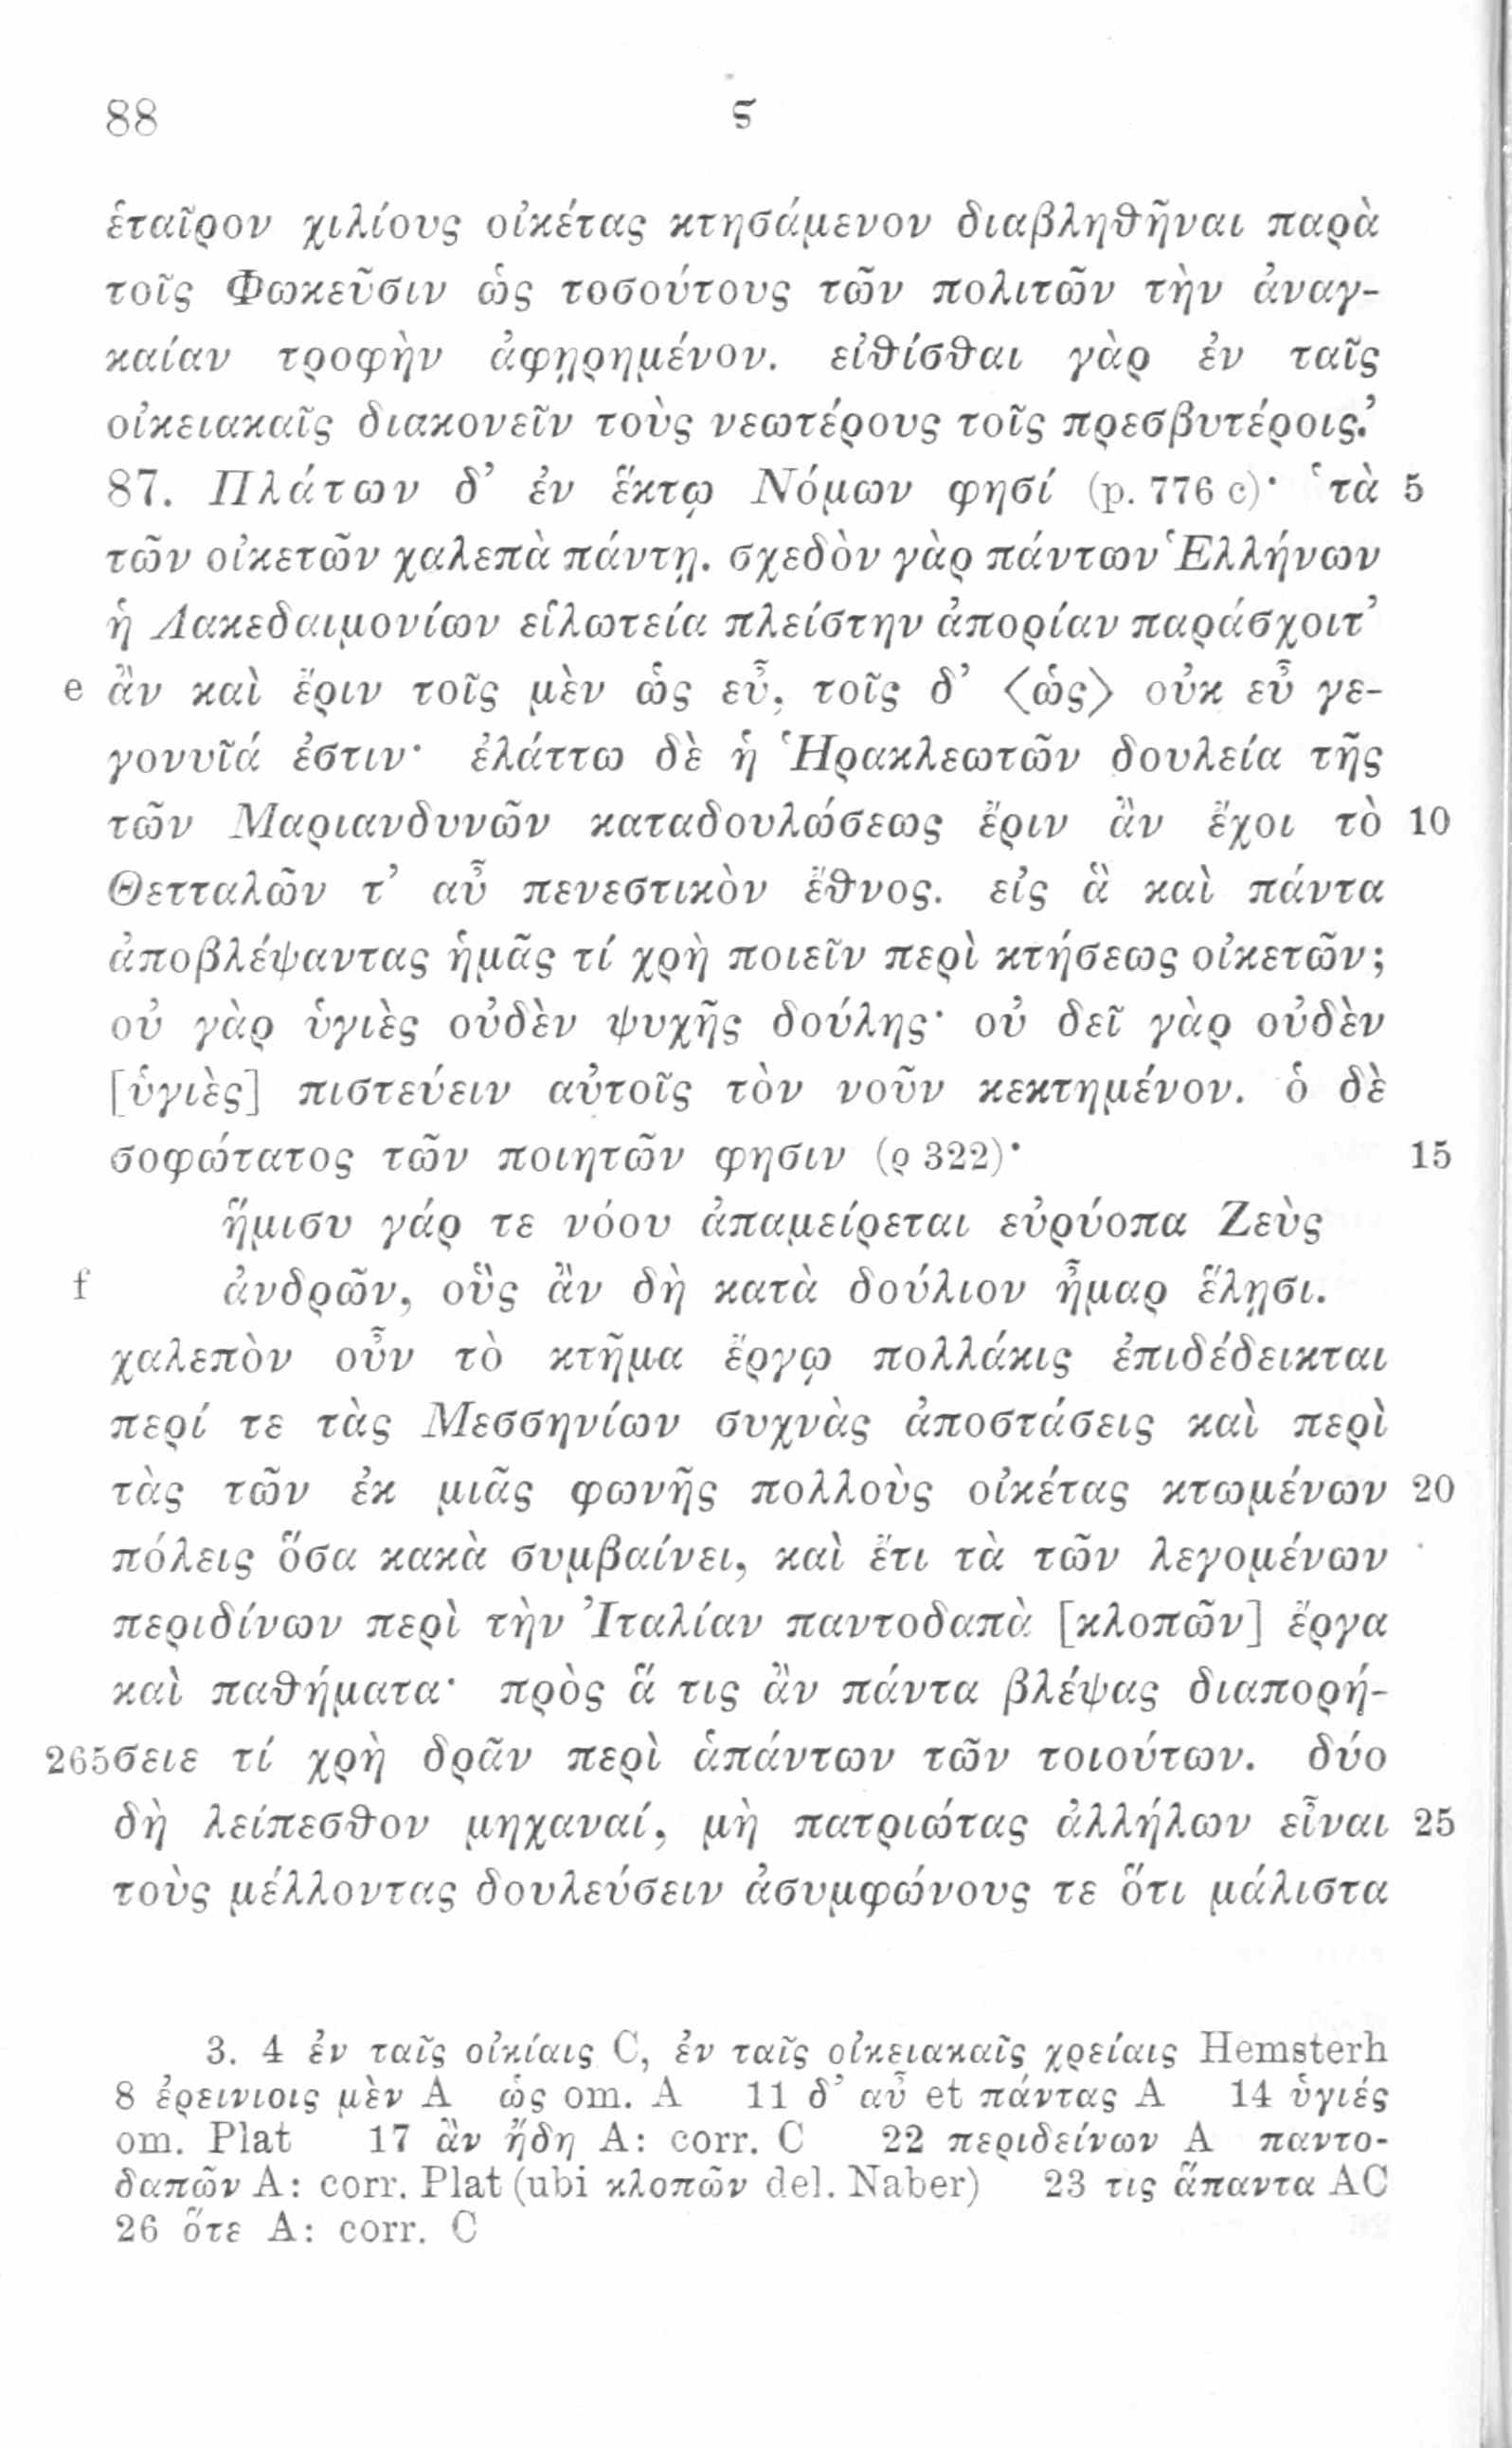 88 ϛ
ἑταῖρον χιλίους οἰκέτας κτησάμενον διαβληθῆναι παρὰ
τοῖς Φωκεῦσιν ὡς τοσούτους τῶν πολιτῶν τὴν ἀναγ-
καίαν τροφὴν ἀφῃρημένον. εἰθίσθαι γὰρ ἐν ταῖς
οἰκειακαῖς διακονεῖν τοὺς νεωτέρους τοῖς πρεσβυτέροις.’
87. Πλάτων δ’ ἐν ἕκτῳ Νόμων φησί (p. 776 c)· ‘τὰ 5
τῶν οἰκετῶν χαλεπὰ πάντῃ. σχεδὸν γὰρ πάντων Ἑλλήνων
ἡ Λακεδαιμονίων εἱλωτεία πλείστην ἀπορίαν παράσχοιτ’
e ἂν καὶ ἔριν τοῖς μὲν ὡς εὖ, τοῖς δ’ <ὡς> οὐκ εὖ γε-
γονυῖά ἐστιν· ἐλάττω δὲ ἡ Ἡρακλεωτῶν δουλεία τῆς
τῶν Μαριανδυνῶν καταδουλώσεως ἔριν ἂν ἔχοι τὸ 10
Θετταλῶν τ’ αὖ πενεστικὸν ἔθνος. εἰς ἃ καὶ πάντα
ἀποβλέψαντας ἡμᾶς τί χρὴ ποιεῖν περὶ κτήσεως οἰκετῶν;
οὐ γὰρ ὑγιὲς οὐδὲν ψυχῆς δούλης· οὐ δεῖ γὰρ οὐδὲν
[ὑγιὲς] πιστεύειν αὐτοῖς τὸν νοῦν κεκτημένον. ὁ δὲ
σοφώτατος τῶν ποιητῶν φησιν (ρ 322)· 15
ἥμισυ γάρ τε νόου ἀπαμείρεται εὐρύοπα Ζεὺς
f ἀνδρῶν, οὓς ἂν δὴ κατὰ δούλιον ἦμαρ ἕλῃσι.
χαλεπὸν οὖν τὸ κτῆμα ἔργῳ πολλάκις ἐπιδέδεικται
περί τε τὰς Μεσσηνίων συχνὰς ἀποστάσεις καὶ περὶ
τὰς τῶν ἐκ μιᾶς φωνῆς πολλοὺς οἰκέτας κτωμένων 20
πόλεις ὅσα κακὰ συμβαίνει, καὶ ἔτι τὰ τῶν λεγομένων
περιδίνων περὶ τὴν Ἰταλίαν παντοδαπὰ [κλοπῶν] ἔργα
καὶ παθήματα· πρὸς ἅ τις ἂν πάντα βλέψας διαπορή-
265 σειε τί χρὴ δρᾶν περὶ ἁπάντων τῶν τοιούτων. δύο
δὴ λείπεσθον μηχαναί, μὴ πατριώτας ἀλλήλων εἶναι 25
τοὺς μέλλοντας δουλεύσειν ἀσυμφώνους τε ὅτι μάλιστα
3. 4 ἐν ταῖς οἰκίαις C, ἐν ταῖς οἰκειακαῖς χρείαις Hemsterh
8 ἐρεινιοις μὲν A ὡς om. A 11 δ’ αὖ et πάντας A 14 ὑγιές
om. Plat 17 ἂν ἤδη A: corr. C 22 περιδείνων A παντο-
δαπῶν A: corr. Plat (ubi κλοπῶν del. Naber) 23 τις ἅπαντα AC
26 ὅτε A: corr. C